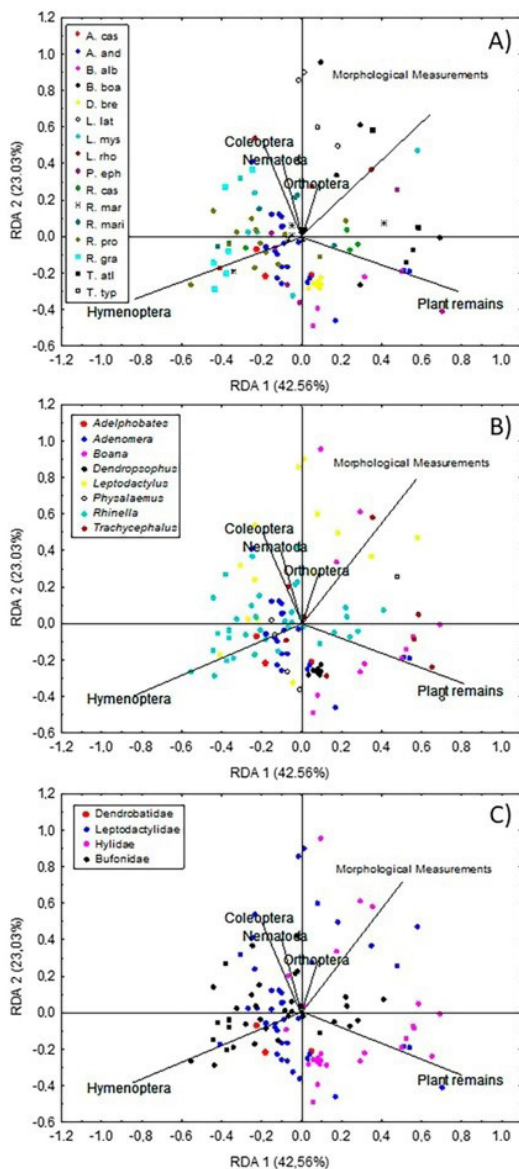 A)
A. cas
A. and
B. alb
B. boa
D. bre
L. lat
L. mys
L. rho
P. eph
R. cas
R. mar
R. mari
R. pro
R. gra
T. atl
T. typ
Morphological Measurements
Coleoptera
Nematoda
Orthoptera
Hymenoptera
Plant remains
RDA 2 (23.03%)
1,2
1,0
0,8
0,6
0,4
0,2
0,0
-0,2
-0,4
-0,6
-1.2 -1.0 -0.8 -0.6 -0.4 -0.2 0.0 0.2 0.4 0.6 0.8 1.0
RDA 1 (42.56%)
B)
Adelphobates
Adenomera
Boana
Dendropsophus
Leptodactylus
Physalaemus
Rhinella
Trachycephalus
Morphological Measurements
Coleoptera
Nematoda
Orthoptera
Hymenoptera
Plant remains
RDA 2 (23.03%)
1,2
1,0
0,8
0,6
0,4
0,2
0,0
-0,2
-0,4
-0,6
-1.2 -1.0 -0.8 -0.6 -0.4 -0.2 0.0 0.2 0.4 0.6 0.8 1.0
RDA 1 (42.56%)
C)
Dendrobatidae
Leptodactylidae
Hylidae
Bufonidae
Morphological Measurements
Coleoptera
Nematoda
Orthoptera
Hymenoptera
Plant remains
RDA 2 (23,03%)
1,2
1,0
0,8
0,6
0,4
0,2
0,0
-0,2
-0,4
-0,6
-1.2 -1.0 -0.8 -0.6 -0.4 -0.2 0.0 0.2 0.4 0.6 0.8 1.0
RDA 1 (42,56%)